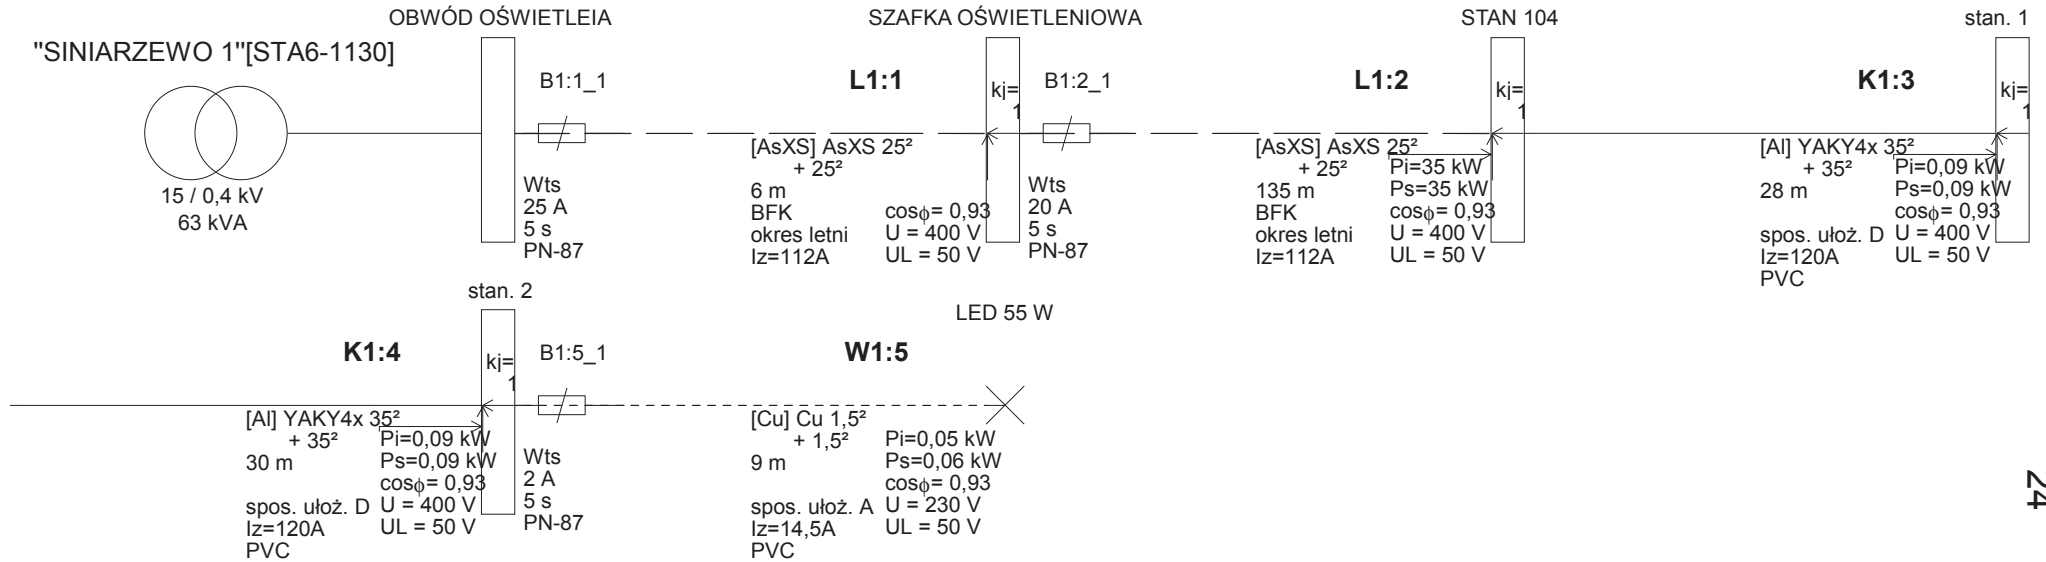 OBWÓD OŚWIETLEIA
SZAFKA OŚWIETLENIOWA
STAN 104
stan. 1
"SINIARZEWO 1"[STA6-1130]
15 / 0,4 kV
63 kVA
B1:1_1
Wts
25 A
5 s
PN-87
L1:1
[AsXS] AsXS 25²
+ 25²
6 m
BFK
okres letni
Iz=112A
cosϕ= 0,93
U = 400 V
UL = 50 V
kj=
1
B1:2_1
Wts
20 A
5 s
PN-87
L1:2
[AsXS] AsXS 25²
+ 25²
135 m
BFK
okres letni
Iz=112A
Pi=35 kW
Ps=35 kW
cosϕ= 0,93
U = 400 V
UL = 50 V
kj=
1
K1:3
[Al] YAKY4x 35²
+ 35²
28 m
spos. ułoż. D
Iz=120A
PVC
Pi=0,09 kW
Ps=0,09 kW
cosϕ= 0,93
U = 400 V
UL = 50 V
kj=
1
stan. 2
K1:4
[Al] YAKY4x 35²
+ 35²
30 m
spos. ułoż. D
Iz=120A
PVC
Pi=0,09 kW
Ps=0,09 kW
cosϕ= 0,93
U = 400 V
UL = 50 V
kj=
1
B1:5_1
Wts
2 A
5 s
PN-87
LED 55 W
W1:5
[Cu] Cu 1,5²
+ 1,5²
9 m
spos. ułoż. A
Iz=14,5A
PVC
Pi=0,05 kW
Ps=0,06 kW
cosϕ= 0,93
U = 230 V
UL = 50 V
24